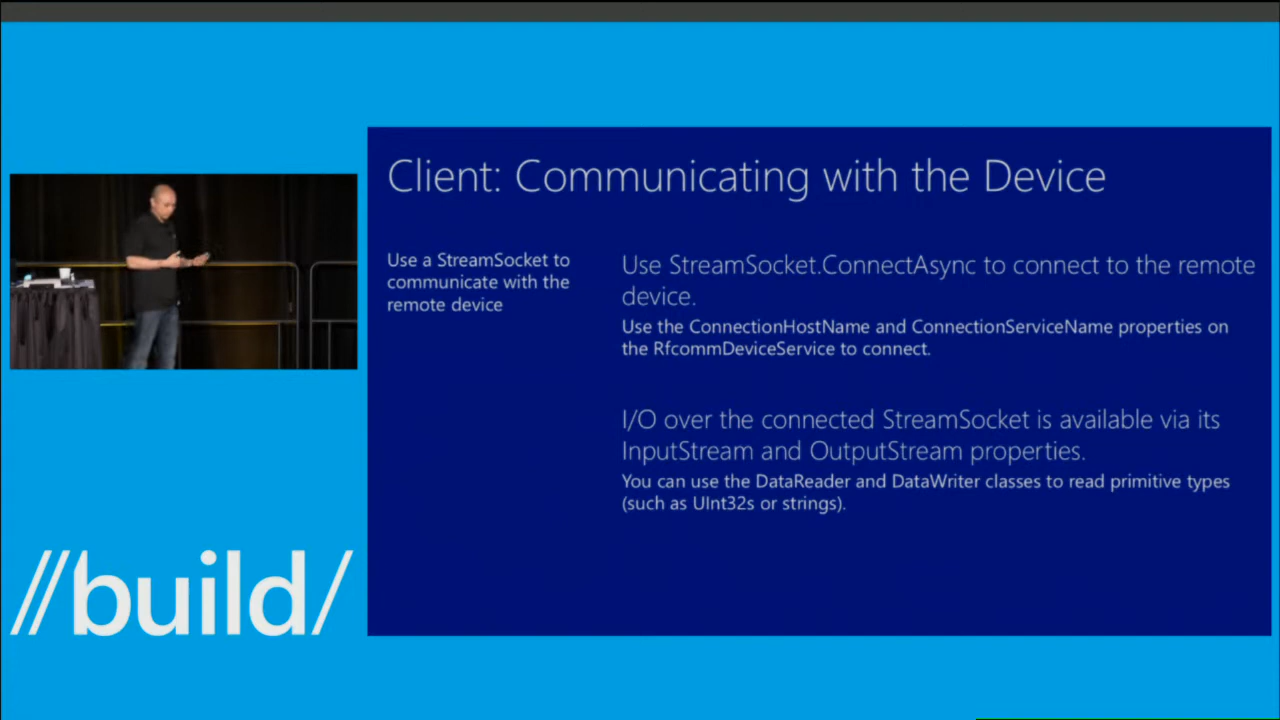 Client: Communicating with the Device
Use a StreamSocket to
communicate with the
remote device
Use StreamSocket.ConnectAsync to connect to the remote
device.
Use the ConnectionHostName and ConnectionServiceName properties on
the RfcommDeviceService to connect.
I/O over the connected StreamSocket is available via its
InputStream and OutputStream properties.
You can use the DataReader and DataWriter classes to read primitive types
(such as UInt32s or strings).
//build/